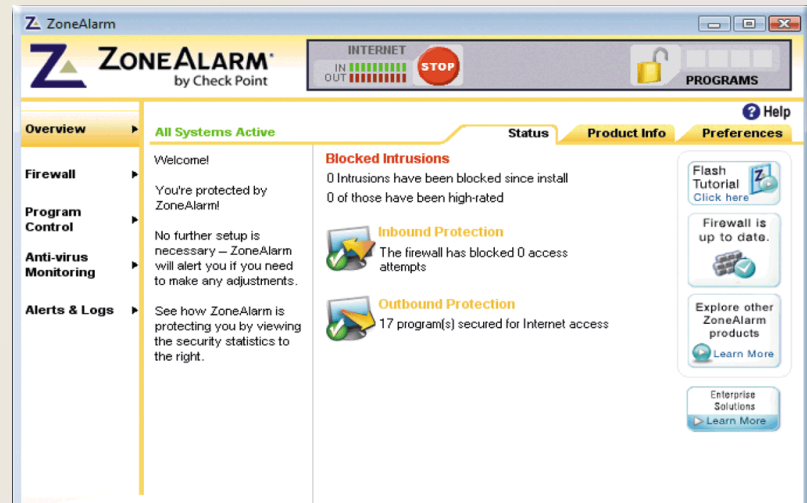 ZoneAlarm
ZONEALARM
by Check Point
INTERNET
IN
OUT
STOP
PROGRAMS
Help
Overview
Firewall
Program
Control
Anti-virus
Monitoring
Alerts & Logs
All Systems Active
Status
Product Info
Preferences
Welcome!
You're protected by
ZoneAlarm!
No further setup is
necessary – ZoneAlarm
will alert you if you need
to make any adjustments.
See how ZoneAlarm is
protecting you by viewing
the security statistics to
the right.
Blocked Intrusions
0 Intrusions have been blocked since install
0 of those have been high-rated
Inbound Protection
The firewall has blocked 0 access
attempts
Outbound Protection
17 program(s) secured for Internet access
Flash
Tutorial
Click here
Firewall is
up to date.
Explore other
ZoneAlarm
products
Learn More
Enterprise
Solutions
Learn More